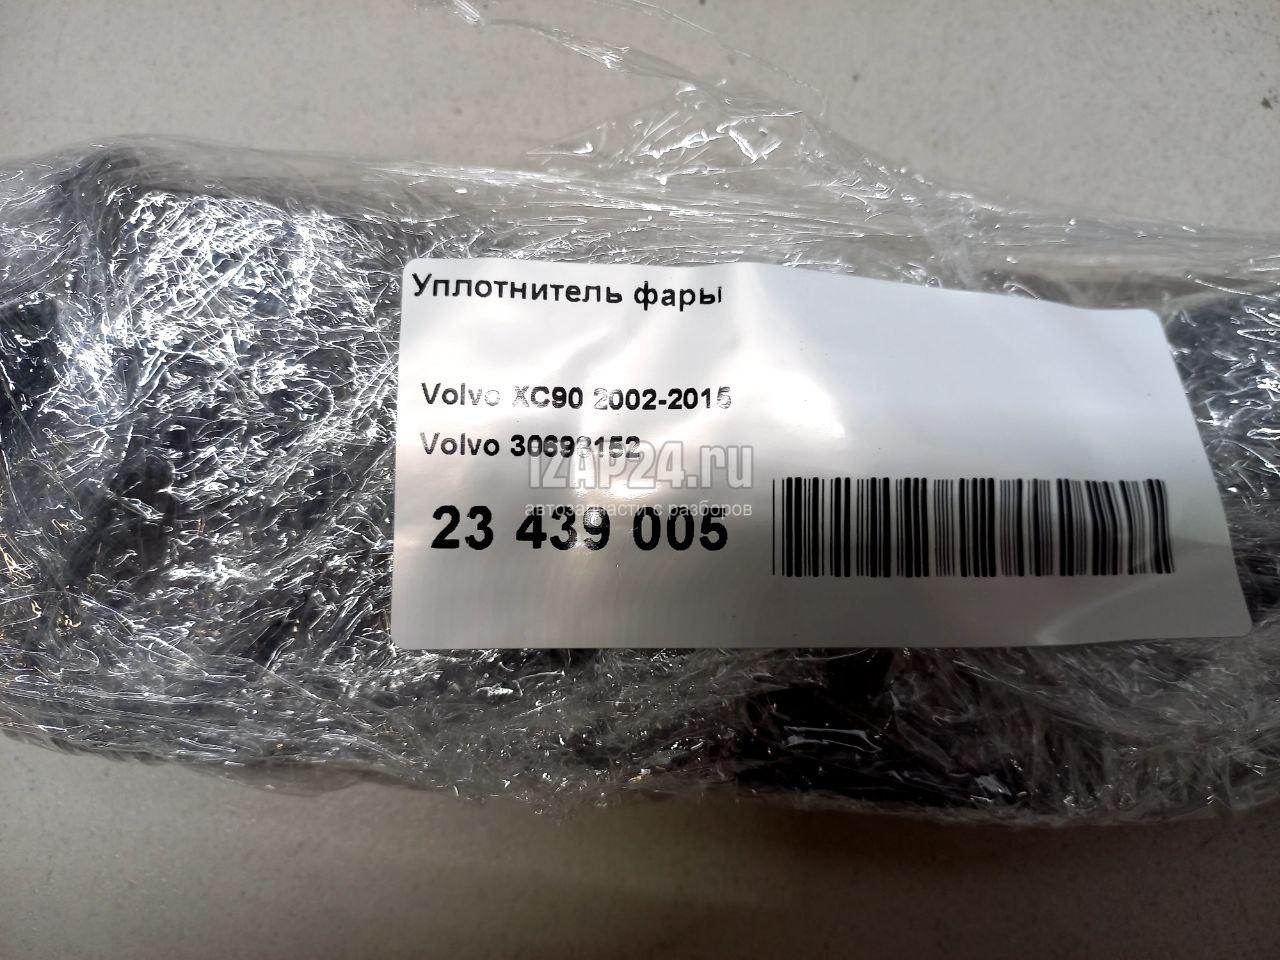 Уплотнитель фары
Volvo XC90 2002-2015
Volvo 30698152
IZAP24.ru
автозапчасти с разборов
23 439 005